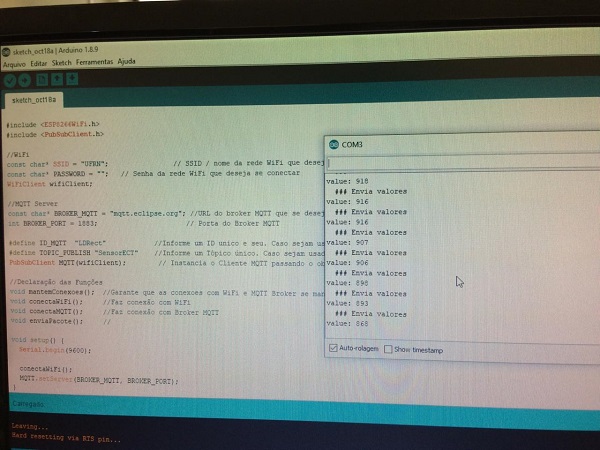 sketch_oct18a | Arduino 1.8.9
Arquivo Editar Sketch Ferramentas Ajuda
sketch_oct18a
#include <ESP8266WiFi.h>
#include <PubSubClient.h>
//WiFi
const char* SSID = "UFRN"; // SSID / nome da rede WiFi que desej
const char* PASSWORD = ""; // Senha da rede WiFi que deseja se conectar
WiFiClient wifiClient;
//MQTT Server
const char* BROKER_MQTT = "mqtt.eclipse.org"; //URL do broker MQTT que se desej
int BROKER_PORT = 1883; // Porta do Broker MQTT
#define ID_MQTT "LDRect" //Informe um ID unico e seu. Caso sejam us
#define TOPIC_PUBLISH "SensorECT" //Informe um Tópico único. Caso sejam usad
PubSubClient MQTT(wifiClient); // Instancia o Cliente MQTT passando o ob
//Declaração das Funções
void mantemConexoes(); //Garante que as conexoes com WiFi e MQTT Broker se man
void conectaWiFi(); //Faz conexão com WiFi
void conectaMQTT(); //Faz conexão com Broker MQTT
void enviaPacote(); //
void setup() {
Serial.begin(9600);
conectaWiFi();
MQTT.setServer(BROKER_MQTT, BROKER_PORT);
}
Carregado.
Leaving...
Hard resetting via RTS pin...
COM3
value: 918
### Envia valores
value: 916
### Envia valores
value: 916
### Envia valores
value: 907
### Envia valores
value: 906
### Envia valores
value: 898
### Envia valores
value: 893
### Envia valores
value: 868
Auto-rolagem Show timestamp